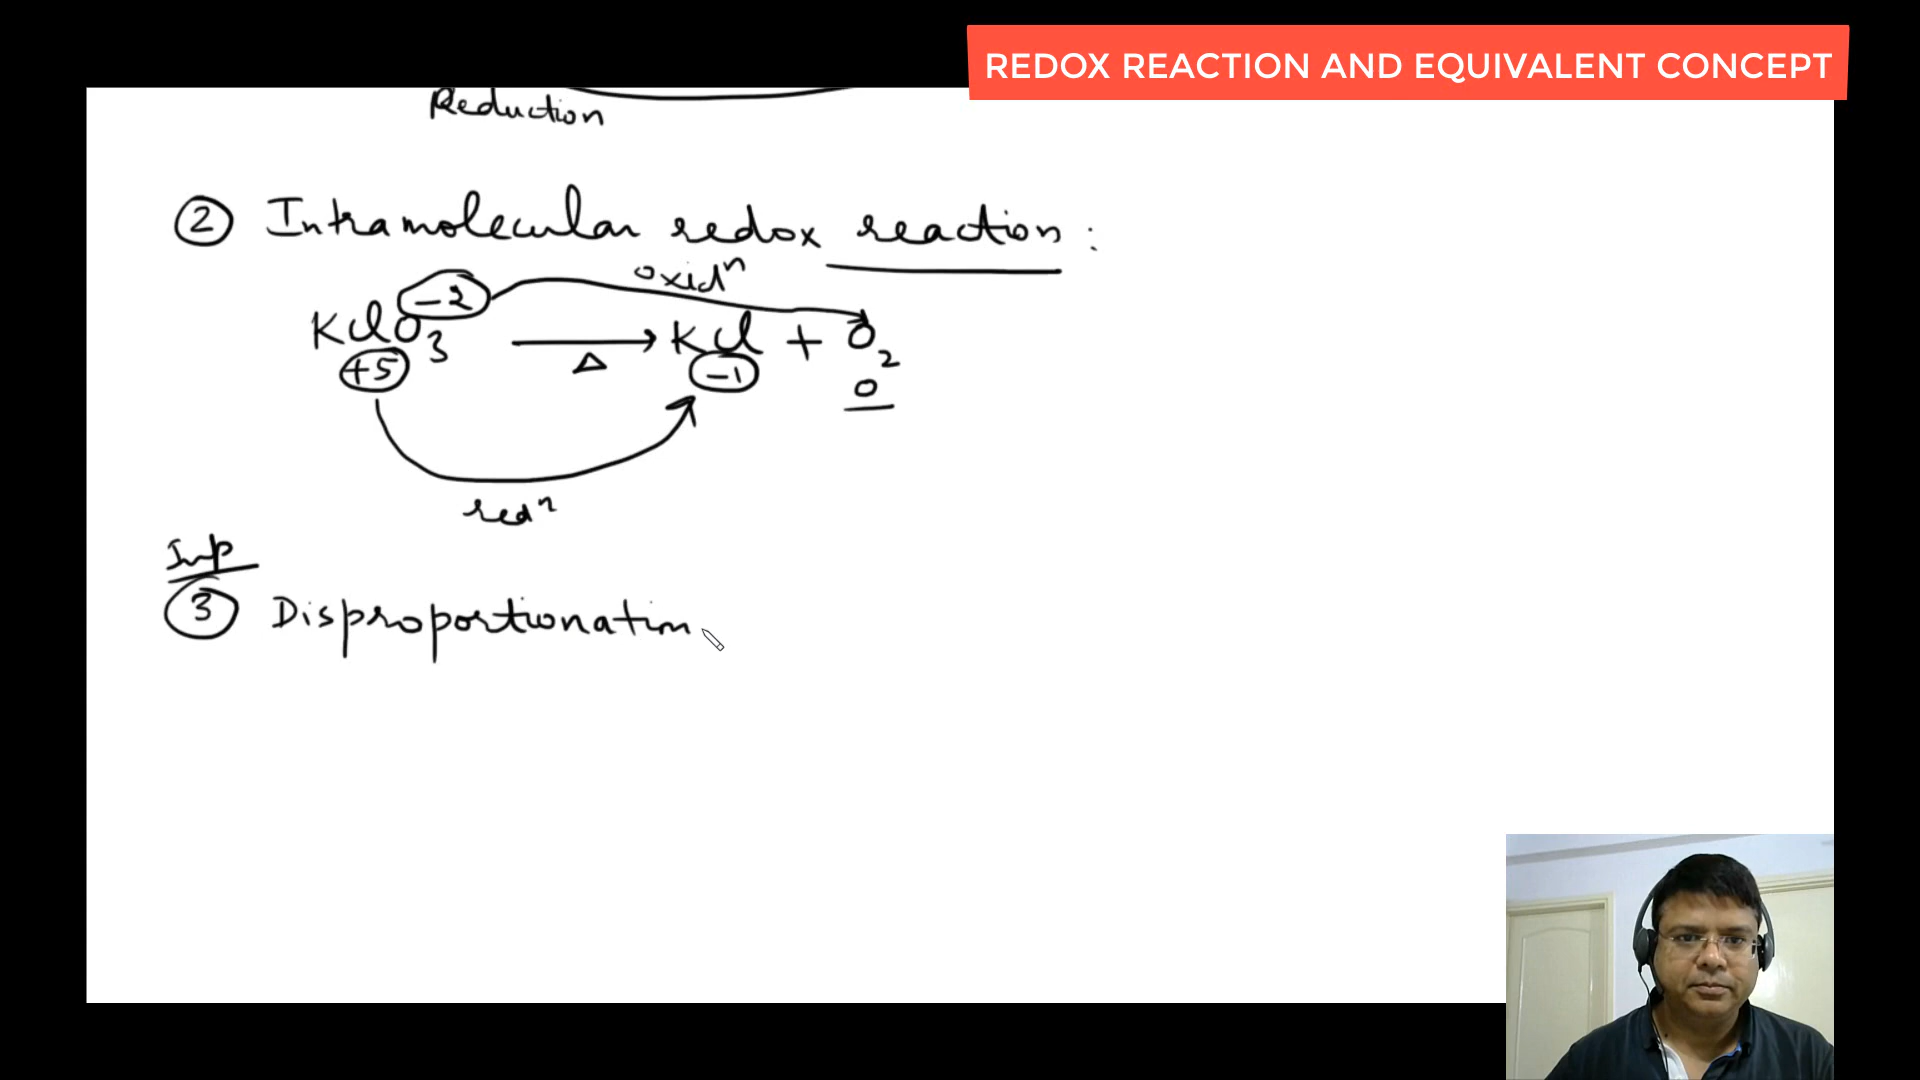 REDOX REACTION AND EQUIVALENT CONCEPT
Reduction
② Intramolecular redox reaction :
oxidⁿ
-2
KClO₃ → KCl + O₂
Δ
+5 -1 0
redⁿ
Imp
③ Disproportionation